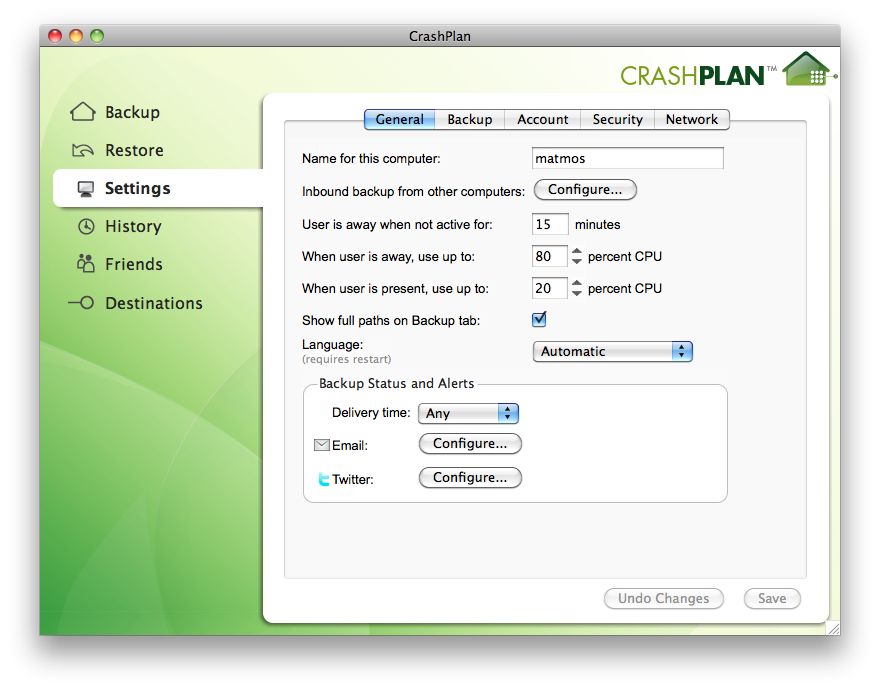 CrashPlan
CRASHPLAN™
Backup
Restore
Settings
History
Friends
Destinations
General Backup Account Security Network
Name for this computer: matmos
Inbound backup from other computers: Configure...
User is away when not active for: 15 minutes
When user is away, use up to: 80 percent CPU
When user is present, use up to: 20 percent CPU
Show full paths on Backup tab:
Language: Automatic
(requires restart)
Backup Status and Alerts
Delivery time: Any
Email: Configure...
Twitter: Configure...
Undo Changes Save